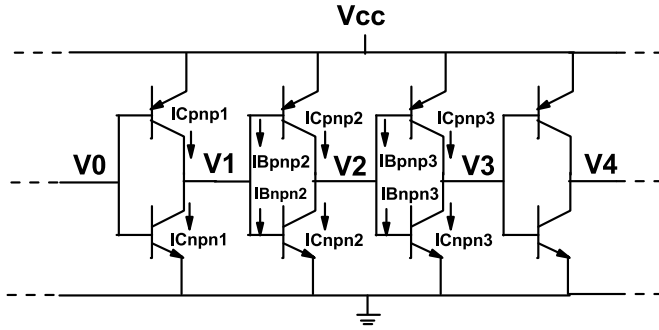 Vcc
ICpnp1
ICpnp2
ICpnp3
V0
V1
IBpnp2
V2
IBpnp3
V3
V4
IBnpn2
IBnpn3
ICnpn1
ICnpn2
ICnpn3